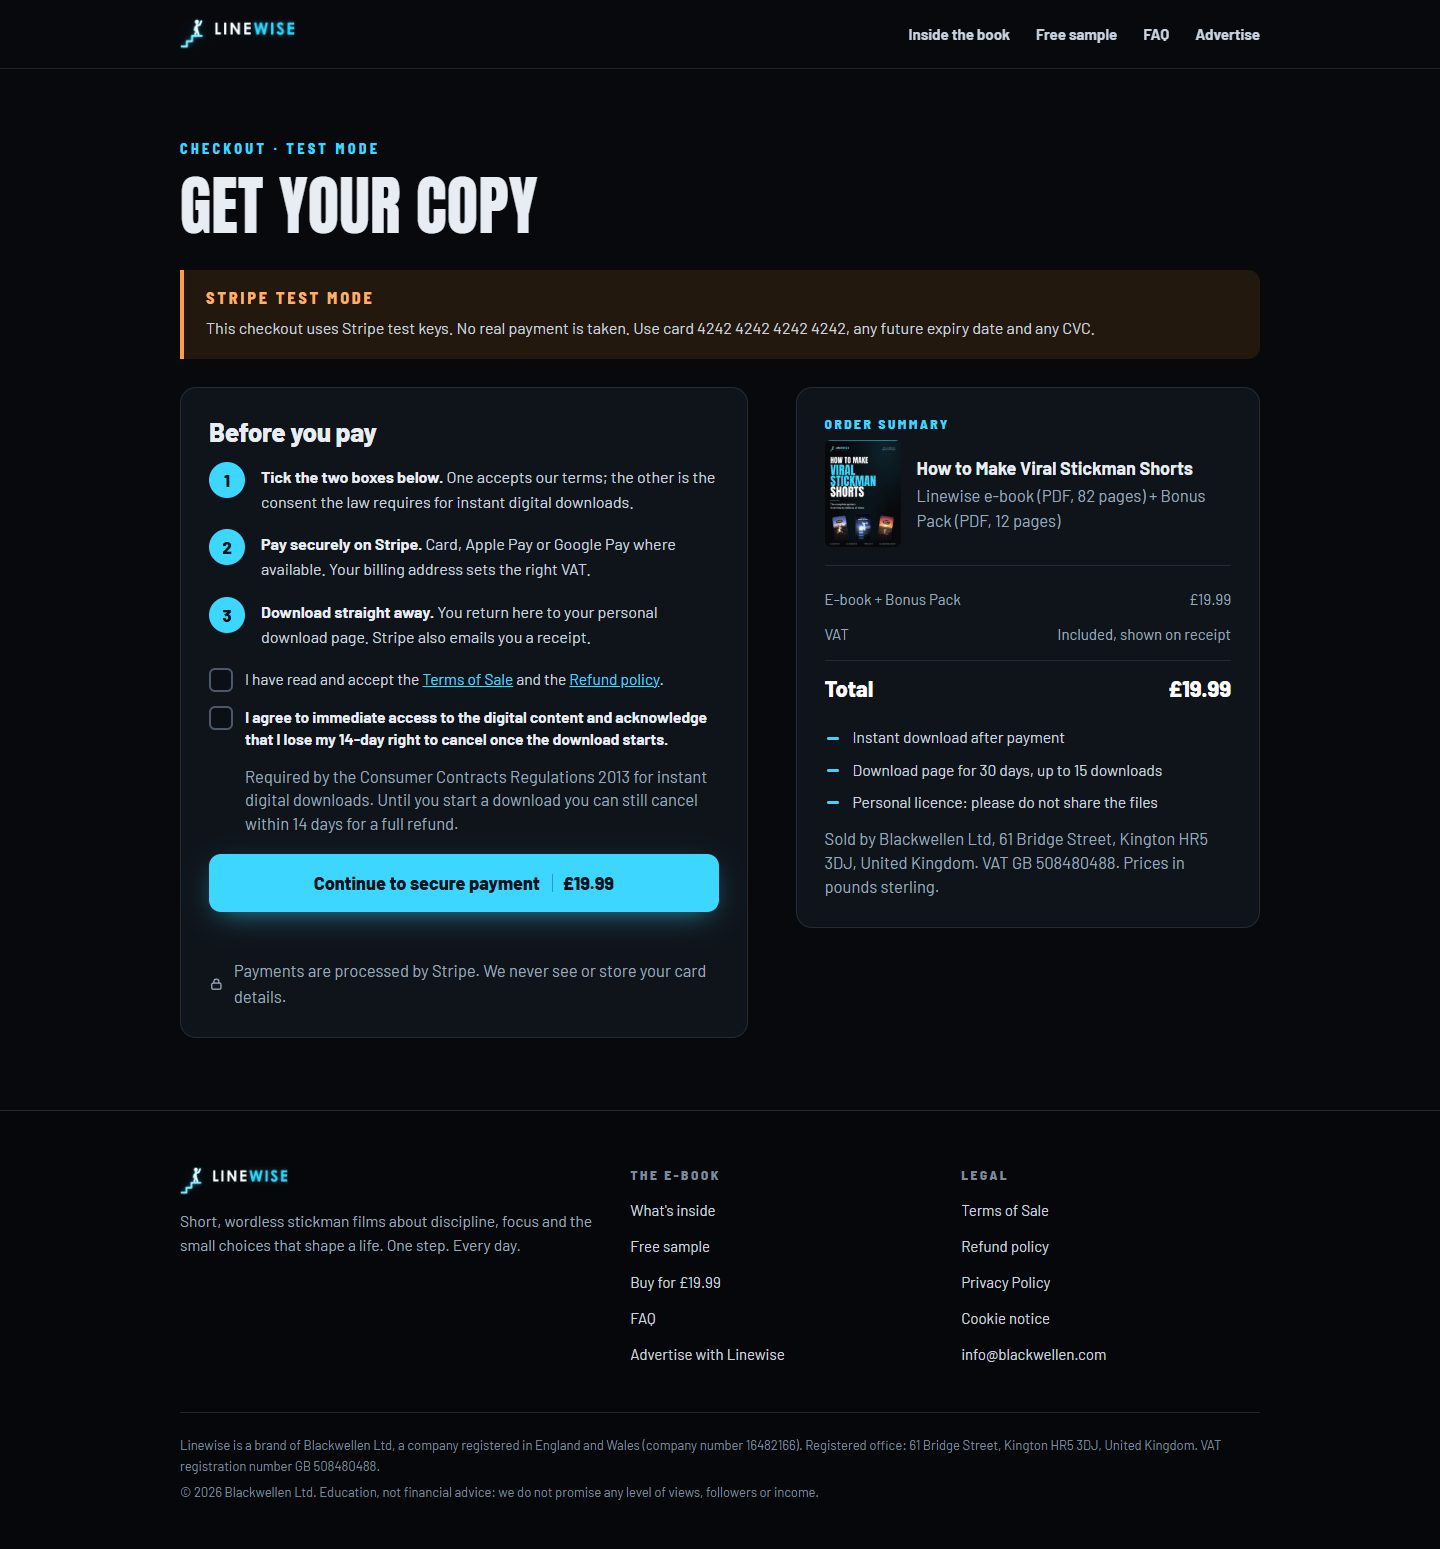 LINEWISE
Inside the book
Free sample
FAQ
Advertise
CHECKOUT · TEST MODE
GET YOUR COPY
STRIPE TEST MODE
This checkout uses Stripe test keys. No real payment is taken. Use card 4242 4242 4242 4242, any future expiry date and any CVC.
Before you pay
1
Tick the two boxes below. One accepts our terms; the other is the
consent the law requires for instant digital downloads.
2
Pay securely on Stripe. Card, Apple Pay or Google Pay where
available. Your billing address sets the right VAT.
3
Download straight away. You return here to your personal
download page. Stripe also emails you a receipt.
I have read and accept the Terms of Sale and the Refund policy.
I agree to immediate access to the digital content and acknowledge
that I lose my 14-day right to cancel once the download starts.
Required by the Consumer Contracts Regulations 2013 for instant
digital downloads. Until you start a download you can still cancel
within 14 days for a full refund.
Continue to secure payment | £19.99
Payments are processed by Stripe. We never see or store your card
details.
ORDER SUMMARY
HOW TO MAKE
VIRAL
STICKMAN
SHORTS
How to Make Viral Stickman Shorts
Linewise e-book (PDF, 82 pages) + Bonus
Pack (PDF, 12 pages)
E-book + Bonus Pack £19.99
VAT Included, shown on receipt
Total £19.99
Instant download after payment
Download page for 30 days, up to 15 downloads
Personal licence: please do not share the files
Sold by Blackwellen Ltd, 61 Bridge Street, Kington HR5
3DJ, United Kingdom. VAT GB 508480488. Prices in
pounds sterling.
LINEWISE
Short, wordless stickman films about discipline, focus and the
small choices that shape a life. One step. Every day.
THE E-BOOK
What's inside
Free sample
Buy for £19.99
FAQ
Advertise with Linewise
LEGAL
Terms of Sale
Refund policy
Privacy Policy
Cookie notice
info@blackwellen.com
Linewise is a brand of Blackwellen Ltd, a company registered in England and Wales (company number 16482166). Registered office: 61 Bridge Street, Kington HR5 3DJ, United Kingdom. VAT
registration number GB 508480488.
© 2026 Blackwellen Ltd. Education, not financial advice: we do not promise any level of views, followers or income.